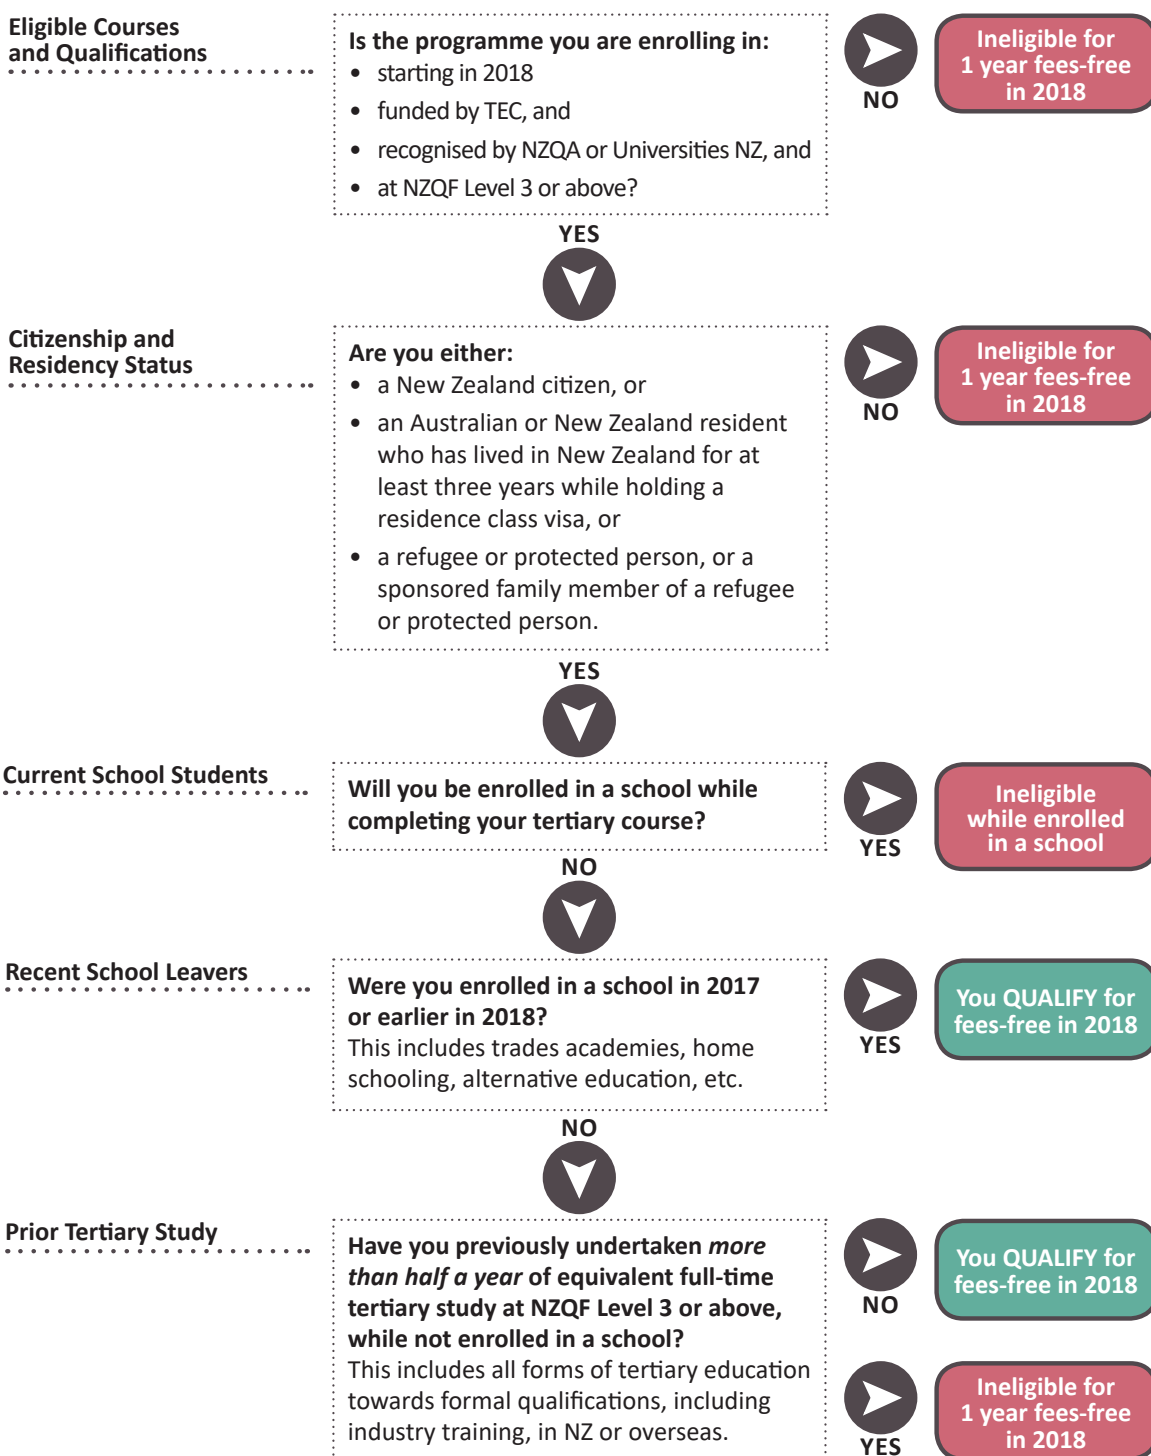 Eligible Courses
and Qualifications
Is the programme you are enrolling in:
• starting in 2018
• funded by TEC, and
• recognised by NZQA or Universities NZ, and
• at NZQF Level 3 or above?
NO
Ineligible for
1 year fees-free
in 2018
YES
Citizenship and
Residency Status
Are you either:
• a New Zealand citizen, or
• an Australian or New Zealand resident
who has lived in New Zealand for at
least three years while holding a
residence class visa, or
• a refugee or protected person, or a
sponsored family member of a refugee
or protected person.
NO
Ineligible for
1 year fees-free
in 2018
YES
Current School Students
Will you be enrolled in a school while
completing your tertiary course?
YES
Ineligible
while enrolled
in a school
NO
Recent School Leavers
Were you enrolled in a school in 2017
or earlier in 2018?
This includes trades academies, home
schooling, alternative education, etc.
YES
You QUALIFY for
fees-free in 2018
NO
Prior Tertiary Study
Have you previously undertaken more
than half a year of equivalent full-time
tertiary study at NZQF Level 3 or above,
while not enrolled in a school?
This includes all forms of tertiary education
towards formal qualifications, including
industry training, in NZ or overseas.
NO
You QUALIFY for
fees-free in 2018
YES
Ineligible for
1 year fees-free
in 2018